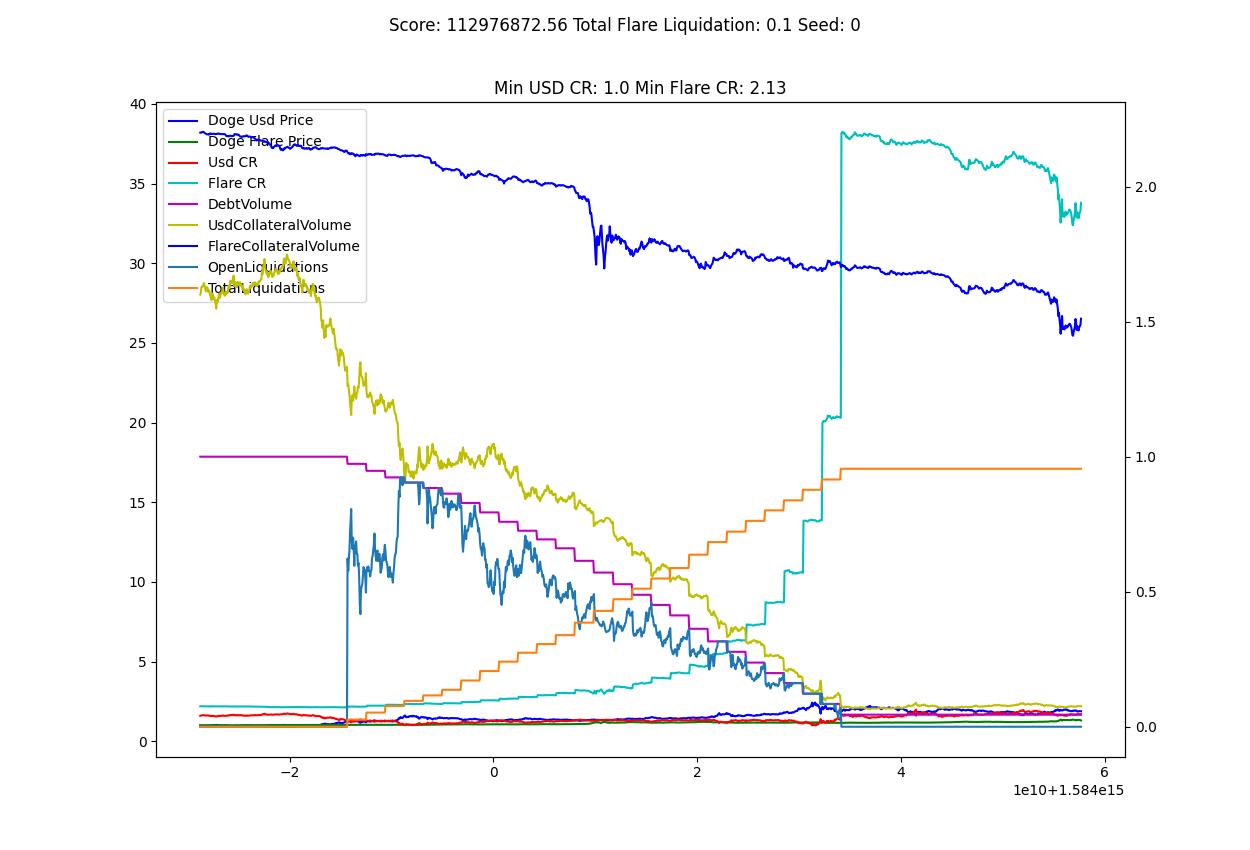 Score: 112976872.56 Total Flare Liquidation: 0.1 Seed: 0
Min USD CR: 1.0 Min Flare CR: 2.13
Doge Usd Price
Doge Flare Price
Usd CR
Flare CR
DebtVolume
UsdCollateralVolume
FlareCollateralVolume
OpenLiquidations
TotalLiquidations
40
35
30
25
20
15
10
5
0
2.0
1.5
1.0
0.5
0.0
−2
0
2
4
6
1e10+1.584e15